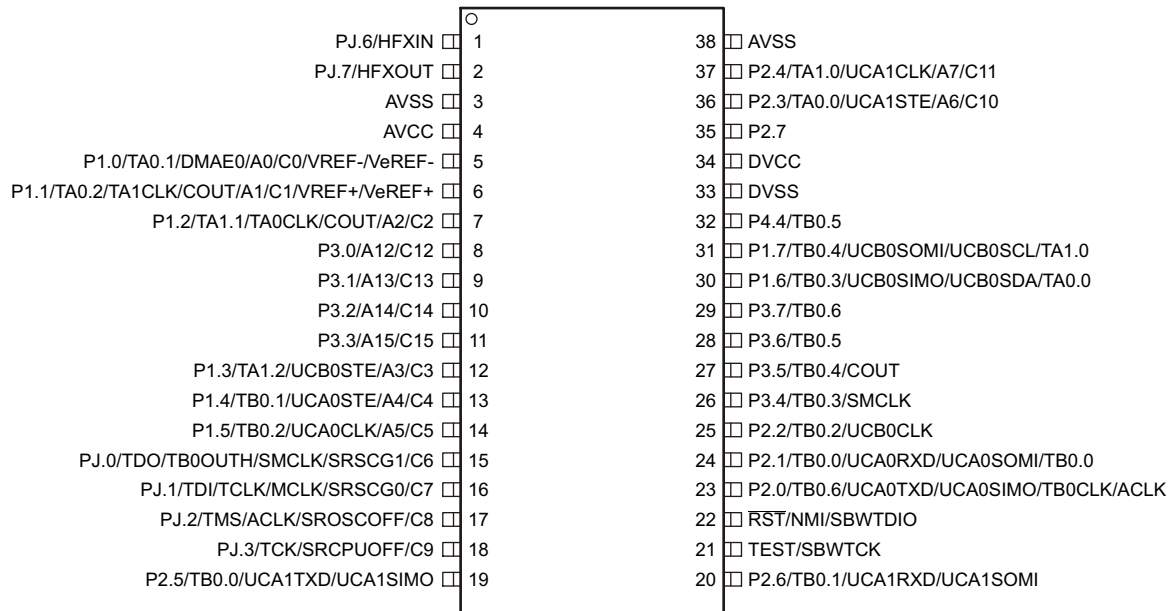 PJ.6/HFXIN 1 38 AVSS
PJ.7/HFXOUT 2 37 P2.4/TA1.0/UCA1CLK/A7/C11
AVSS 3 36 P2.3/TA0.0/UCA1STE/A6/C10
AVCC 4 35 P2.7
P1.0/TA0.1/DMAE0/A0/C0/VREF-/VeREF- 5 34 DVCC
P1.1/TA0.2/TA1CLK/COUT/A1/C1/VREF+/VeREF+ 6 33 DVSS
P1.2/TA1.1/TA0CLK/COUT/A2/C2 7 32 P4.4/TB0.5
P3.0/A12/C12 8 31 P1.7/TB0.4/UCB0SOMI/UCB0SCL/TA1.0
P3.1/A13/C13 9 30 P1.6/TB0.3/UCB0SIMO/UCB0SDA/TA0.0
P3.2/A14/C14 10 29 P3.7/TB0.6
P3.3/A15/C15 11 28 P3.6/TB0.5
P1.3/TA1.2/UCB0STE/A3/C3 12 27 P3.5/TB0.4/COUT
P1.4/TB0.1/UCA0STE/A4/C4 13 26 P3.4/TB0.3/SMCLK
P1.5/TB0.2/UCA0CLK/A5/C5 14 25 P2.2/TB0.2/UCB0CLK
PJ.0/TDO/TB0OUTH/SMCLK/SRSCG1/C6 15 24 P2.1/TB0.0/UCA0RXD/UCA0SOMI/TB0.0
PJ.1/TDI/TCLK/MCLK/SRSCG0/C7 16 23 P2.0/TB0.6/UCA0TXD/UCA0SIMO/TB0CLK/ACLK
PJ.2/TMS/ACLK/SROSCOFF/C8 17 22 RST/NMI/SBWTDIO
PJ.3/TCK/SRCPUOFF/C9 18 21 TEST/SBWTCK
P2.5/TB0.0/UCA1TXD/UCA1SIMO 19 20 P2.6/TB0.1/UCA1RXD/UCA1SOMI